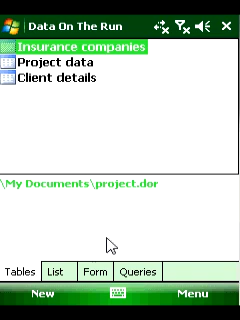 Data On The Run
Insurance companies
Project data
Client details
\My Documents\project.dor
Tables List Form Queries
New Menu